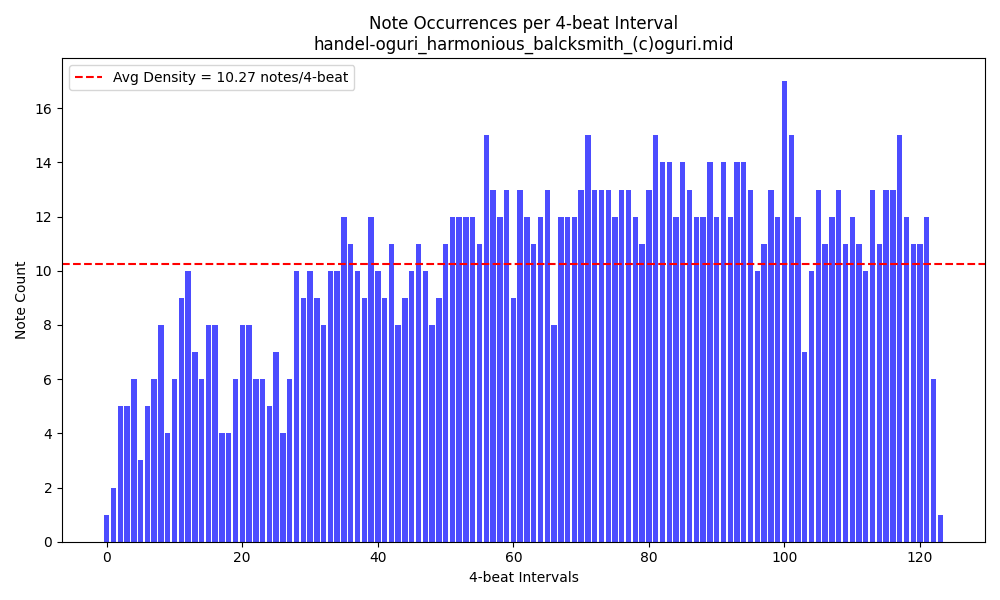 Note Occurrences per 4-beat Interval
handel-oguri_harmonious_balcksmith_(c)oguri.mid
Avg Density = 10.27 notes/4-beat
Note Count
16
14
12
10
8
6
4
2
0
0 20 40 60 80 100 120
4-beat Intervals